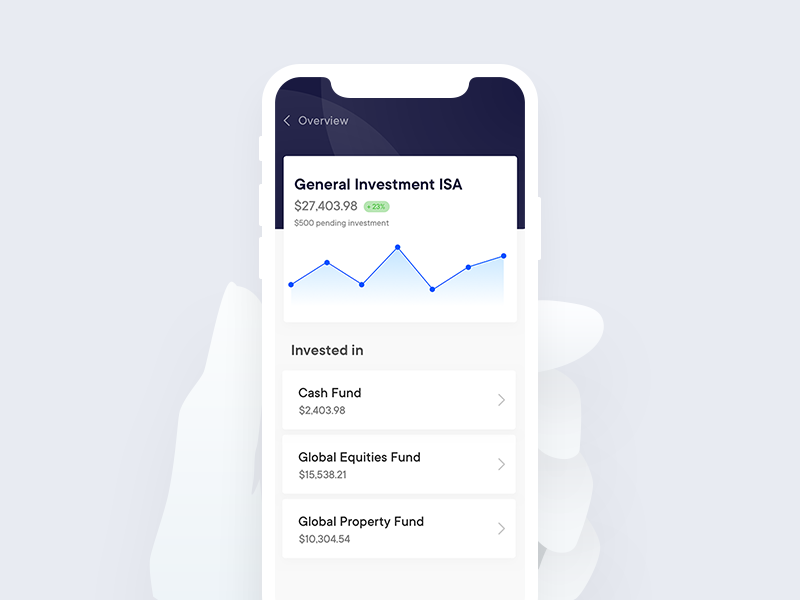 Overview
General Investment ISA
$27,403.98 + 23%
$500 pending investment
Invested in
Cash Fund
$2,403.98
Global Equities Fund
$15,538.21
Global Property Fund
$10,304.54